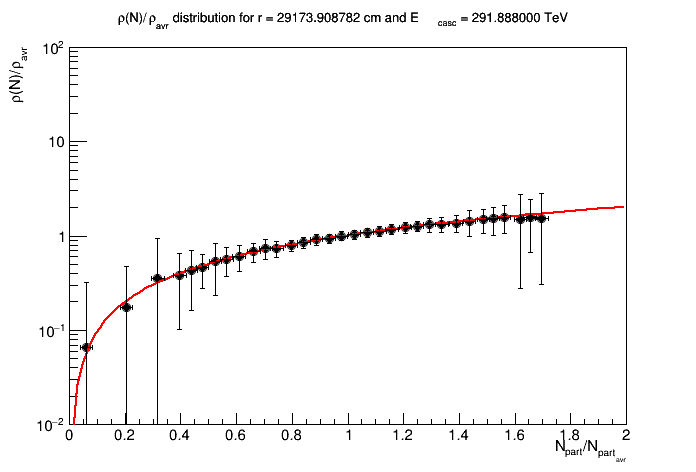 ρ(N)/ρavr distribution for r = 29173.908782 cm and E casc = 291.888000 TeV
ρ(N)/ρavr
10²
10
1
10⁻¹
10⁻²
0 0.2 0.4 0.6 0.8 1 1.2 1.4 1.6 1.8 2
Npart/Npartavr